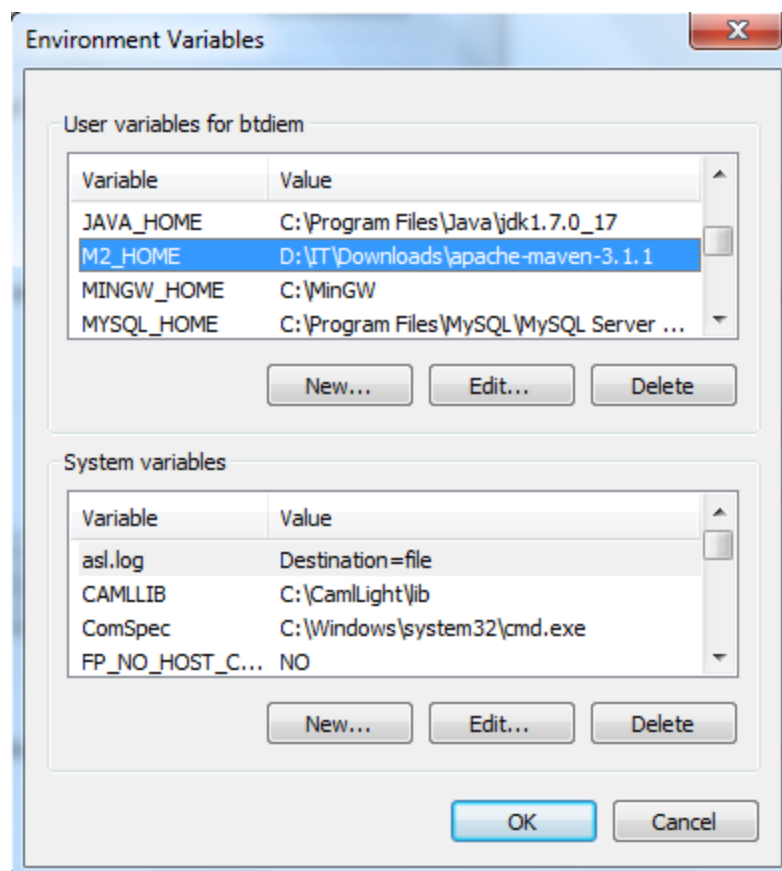 Environment Variables
User variables for btdiem
Variable Value
JAVA_HOME C:\Program Files\Java\jdk1.7.0_17
M2_HOME D:\IT\Downloads\apache-maven-3.1.1
MINGW_HOME C:\MinGW
MYSQL_HOME C:\Program Files\MySQL\MySQL Server ...
New... Edit... Delete
System variables
Variable Value
asl.log Destination=file
CAMLLIB C:\CamlLight\lib
ComSpec C:\Windows\system32\cmd.exe
FP_NO_HOST_C... NO
New... Edit... Delete
OK Cancel